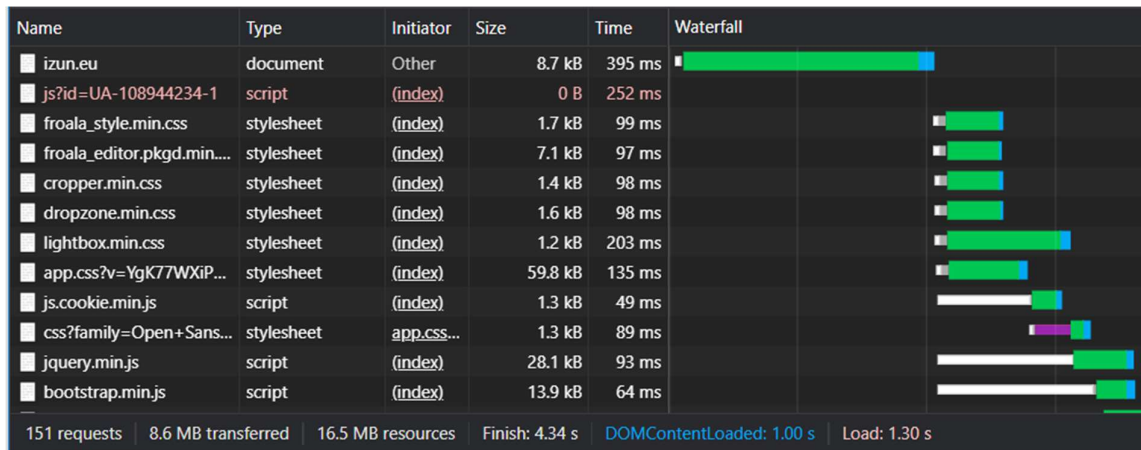 Name Type Initiator Size Time Waterfall
izun.eu document Other 8.7 kB 395 ms
js?id=UA-108944234-1 script (index) 0 B 252 ms
froala_style.min.css stylesheet (index) 1.7 kB 99 ms
froala_editor.pkgd.min.... stylesheet (index) 7.1 kB 97 ms
cropper.min.css stylesheet (index) 1.4 kB 98 ms
dropzone.min.css stylesheet (index) 1.6 kB 98 ms
lightbox.min.css stylesheet (index) 1.2 kB 203 ms
app.css?v=YgK77WXiP... stylesheet (index) 59.8 kB 135 ms
js.cookie.min.js script (index) 1.3 kB 49 ms
css?family=Open+Sans... stylesheet app.css... 1.3 kB 89 ms
jquery.min.js script (index) 28.1 kB 93 ms
bootstrap.min.js script (index) 13.9 kB 64 ms
151 requests 8.6 MB transferred 16.5 MB resources Finish: 4.34 s DOMContentLoaded: 1.00 s Load: 1.30 s